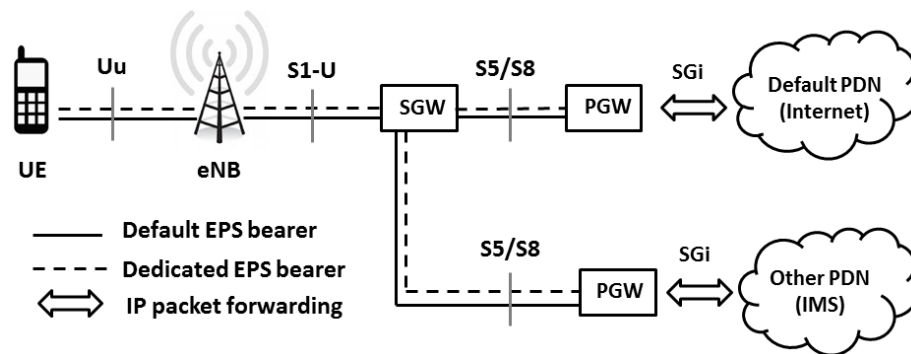 Uu
S1-U
S5/S8
SGi
SGW
PGW
Default PDN
(Internet)
UE
eNB
Default EPS bearer
Dedicated EPS bearer
IP packet forwarding
S5/S8
SGi
PGW
Other PDN
(IMS)